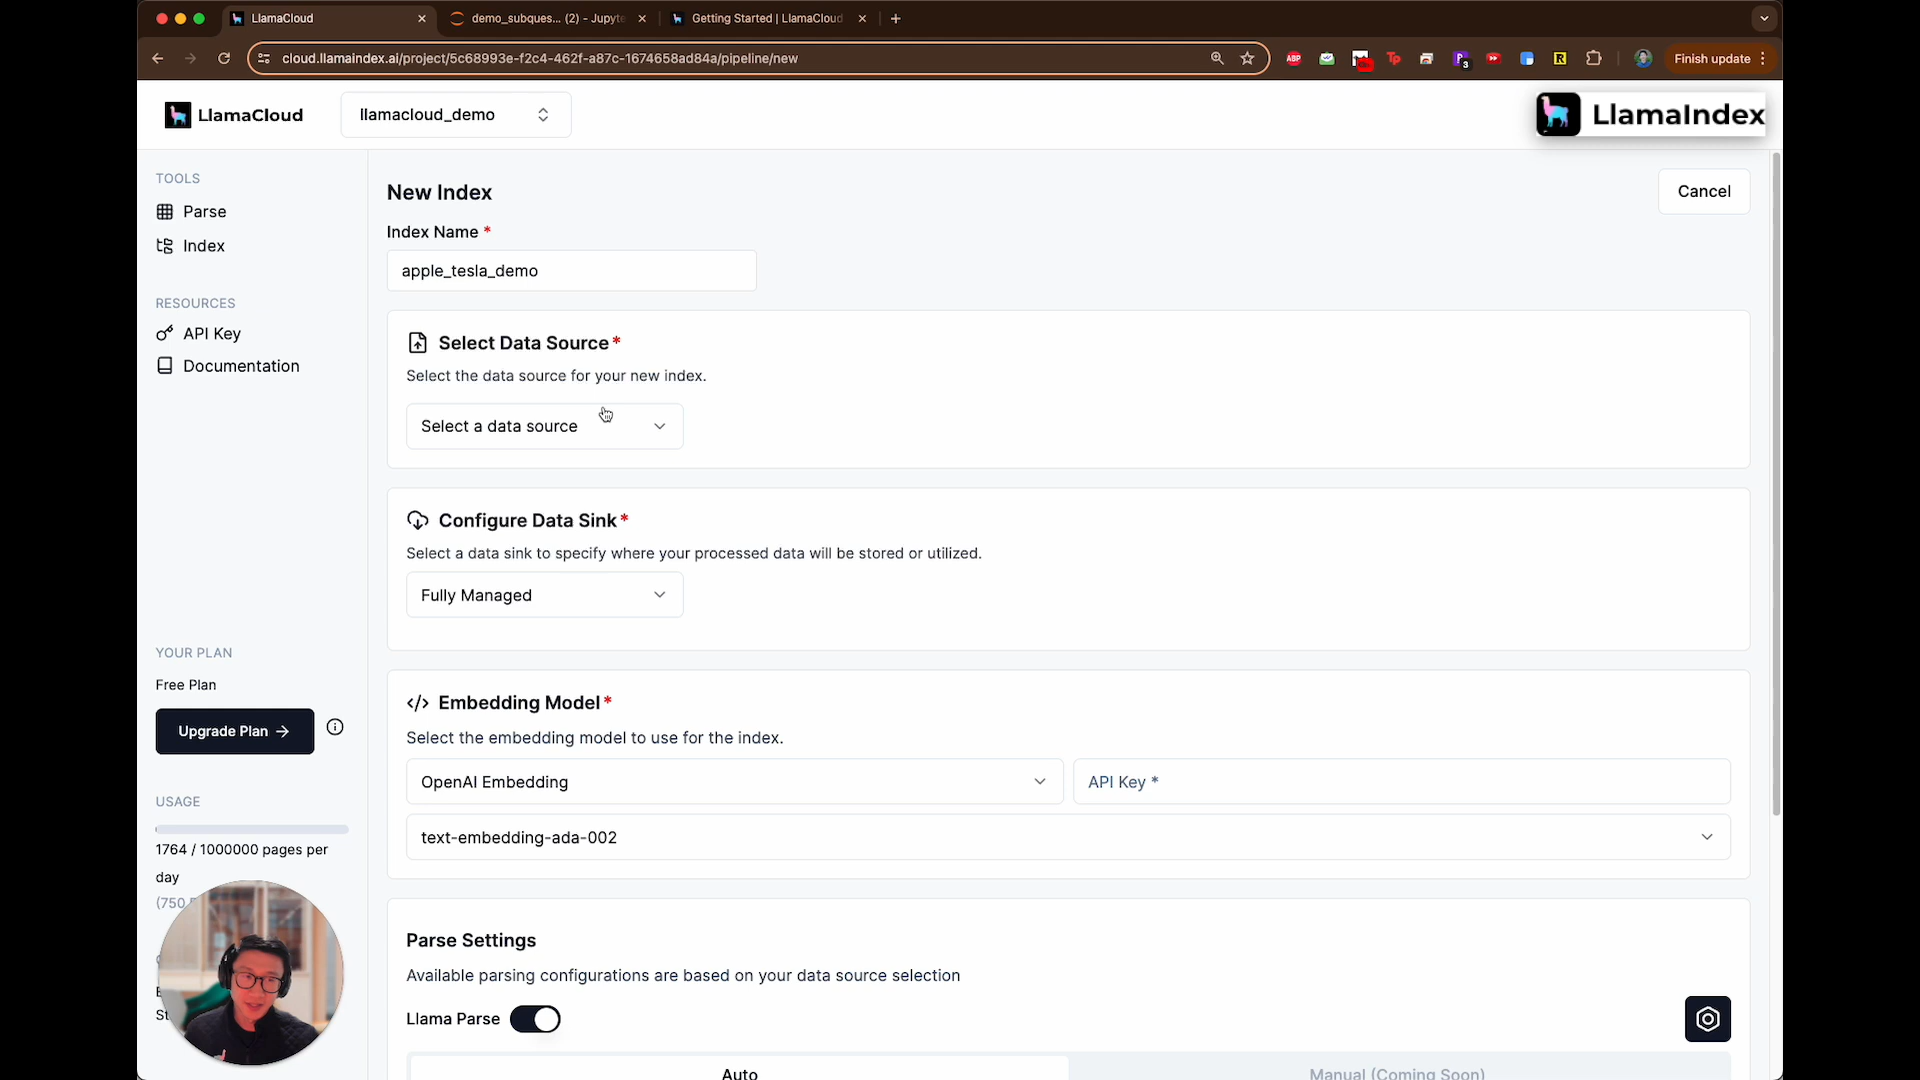 LlamaCloud
demo_subques... (2) - Jupyte
Getting Started | LlamaCloud
cloud.llamaindex.ai/project/5c68993e-f2c4-462f-a87c-1674658ad84a/pipeline/new
ABP
Tp
3
R
Finish update
LlamaCloud
llamacloud_demo
LlamaIndex
TOOLS
Parse
Index
RESOURCES
API Key
Documentation
YOUR PLAN
Free Plan
Upgrade Plan →
USAGE
1764 / 1000000 pages per
day
(750
St
New Index
Cancel
Index Name *
apple_tesla_demo
Select Data Source*
Select the data source for your new index.
Select a data source
Configure Data Sink*
Select a data sink to specify where your processed data will be stored or utilized.
Fully Managed
</> Embedding Model*
Select the embedding model to use for the index.
OpenAI Embedding
API Key *
text-embedding-ada-002
Parse Settings
Available parsing configurations are based on your data source selection
Llama Parse
Auto
Manual (Coming Soon)